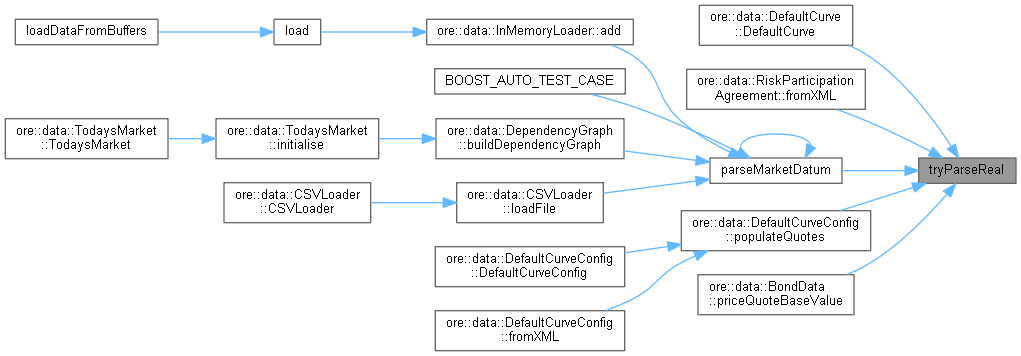 loadDataFromBuffers
load
ore::data::InMemoryLoader::add
ore::data::DefaultCurve
::DefaultCurve
BOOST_AUTO_TEST_CASE
ore::data::RiskParticipation
Agreement::fromXML
ore::data::TodaysMarket
::TodaysMarket
ore::data::TodaysMarket
::initialise
ore::data::DependencyGraph
::buildDependencyGraph
parseMarketDatum
tryParseReal
ore::data::CSVLoader
::CSVLoader
ore::data::CSVLoader
::loadFile
ore::data::DefaultCurveConfig
::populateQuotes
ore::data::DefaultCurveConfig
::DefaultCurveConfig
ore::data::BondData
::priceQuoteBaseValue
ore::data::DefaultCurveConfig
::fromXML